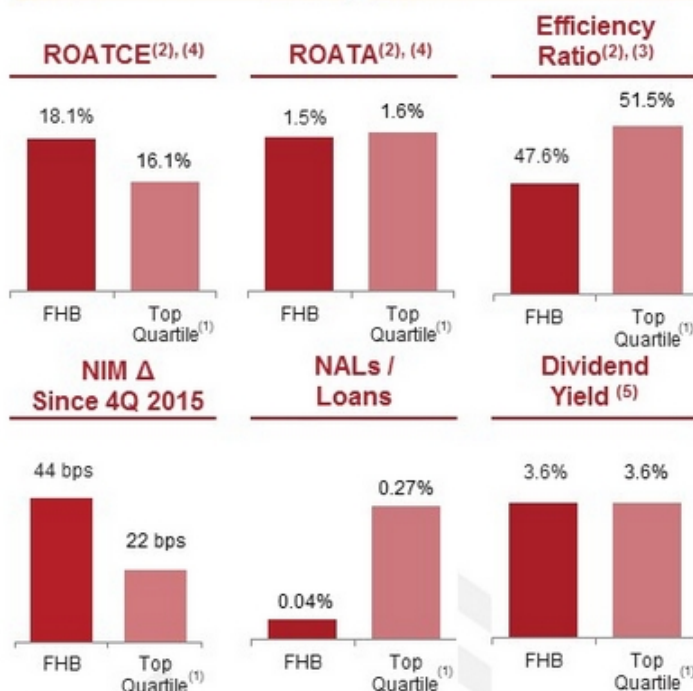 ROATCE(2), (4)
18.1%
16.1%
FHB
Top
Quartile(1)
ROATA(2), (4)
1.5%
1.6%
FHB
Top
Quartile(1)
Efficiency
Ratio(2), (3)
47.6%
51.5%
FHB
Top
Quartile(1)
NIM Δ
Since 4Q 2015
44 bps
22 bps
FHB
Top
Quartile(1)
NALs /
Loans
0.04%
0.27%
FHB
Top
Quartile(1)
Dividend
Yield (5)
3.6%
3.6%
FHB
Top
Quartile(1)